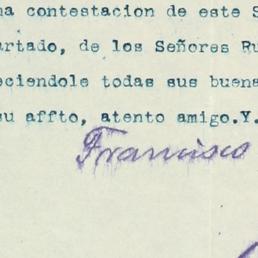 na contestacion de este S
artado, de los Señores Ru
eciendole todas sus buena
su affto, atento amigo.Y.
Francisco